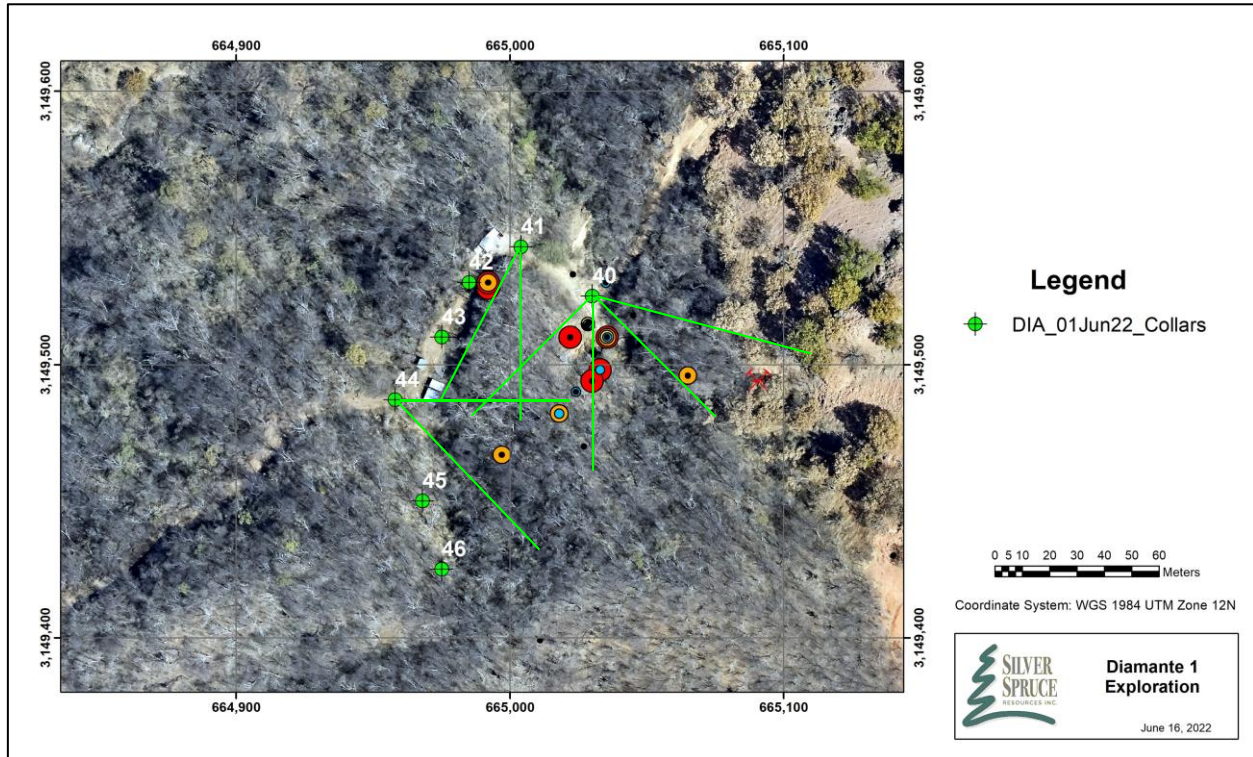 664,900 665,000 665,100
3,149,600 3,149,600
41
42
40
43
3,149,500 3,149,500
44
45
46
3,149,400 3,149,400
664,900 665,000 665,100
Legend
DIA_01Jun22_Collars
0 5 10 20 30 40 50 60
Meters
Coordinate System: WGS 1984 UTM Zone 12N
SILVER
SPRUCE
RESOURCES INC.
Diamante 1
Exploration
June 16, 2022